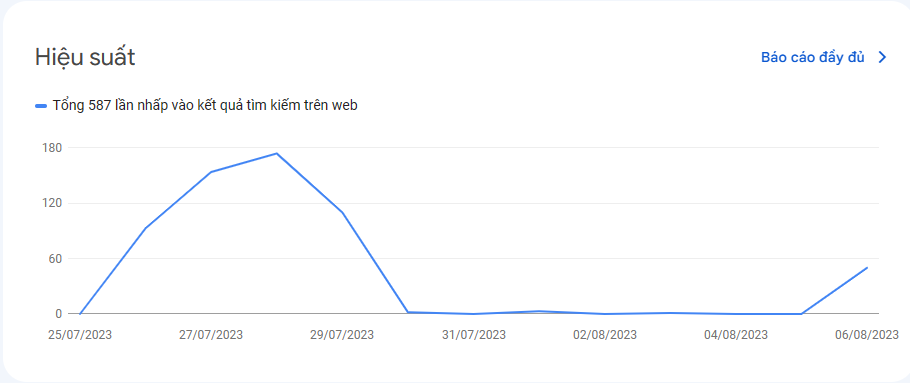 Hiệu suất
Báo cáo đầy đủ
Tổng 587 lần nhấp vào kết quả tìm kiếm trên web
180
120
60
0
25/07/2023 27/07/2023 29/07/2023 31/07/2023 02/08/2023 04/08/2023 06/08/2023